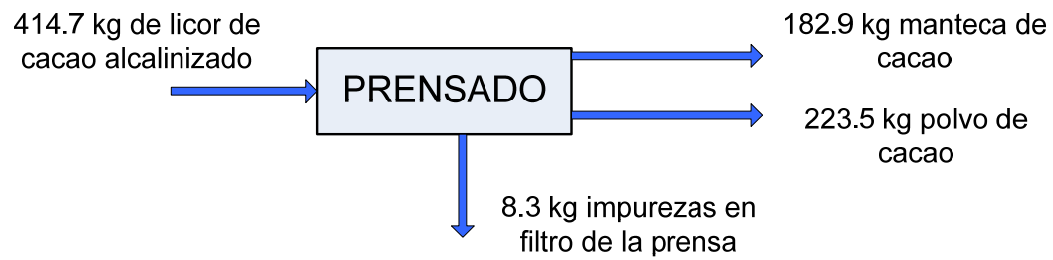 414.7 kg de licor de
cacao alcalinizado
PRENSADO
182.9 kg manteca de
cacao
223.5 kg polvo de
cacao
8.3 kg impurezas en
filtro de la prensa